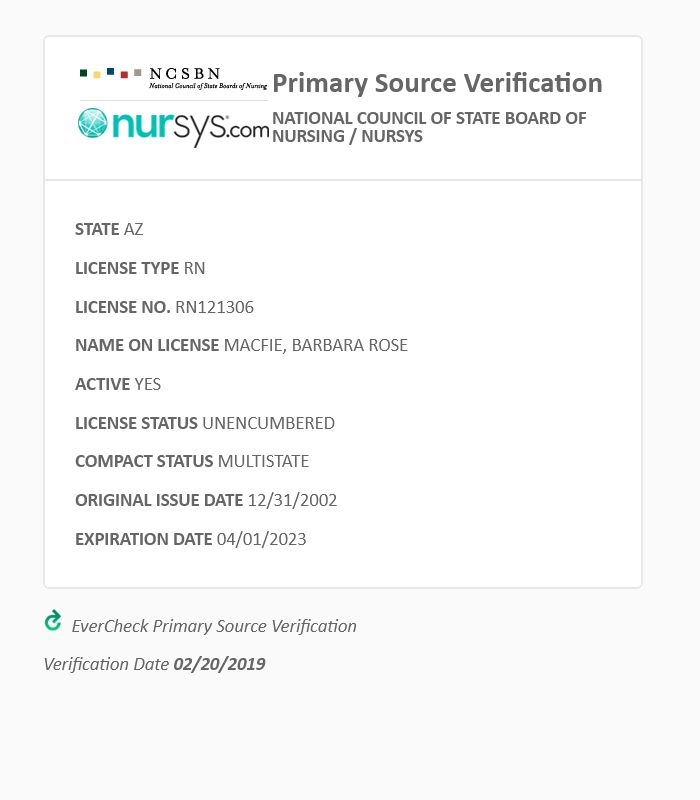 NCSBN
National Council of State Boards of Nursing
nursys.com
Primary Source Verification
NATIONAL COUNCIL OF STATE BOARD OF
NURSING / NURSYS
STATE AZ
LICENSE TYPE RN
LICENSE NO. RN121306
NAME ON LICENSE MACFIE, BARBARA ROSE
ACTIVE YES
LICENSE STATUS UNENCUMBERED
COMPACT STATUS MULTISTATE
ORIGINAL ISSUE DATE 12/31/2002
EXPIRATION DATE 04/01/2023
EverCheck Primary Source Verification
Verification Date 02/20/2019